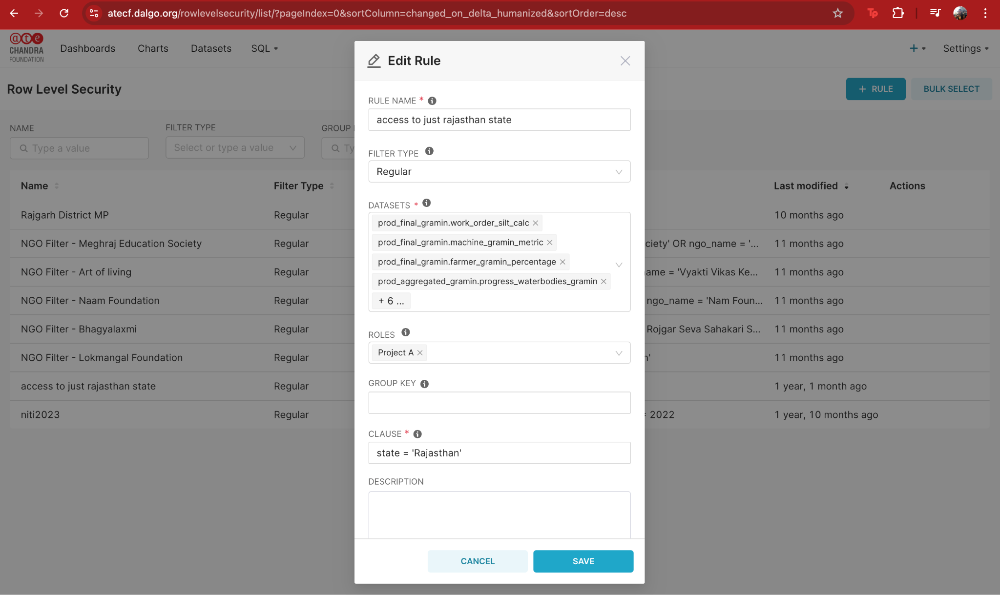 atecf.dalgo.org/rowlevelsecurity/list/?pageIndex=0&sortColumn=changed_on_delta_humanized&sortOrder=desc
Tp
ate
CHANDRA
FOUNDATION
Dashboards
Charts
Datasets
SQL
+
Settings
Row Level Security
+ RULE
BULK SELECT
NAME
Type a value
FILTER TYPE
Select or type a value
GROUP
Ty
Name
Filter Type
Last modified
Actions
Rajgarh District MP
Regular
10 months ago
NGO Filter - Meghraj Education Society
Regular
ciety' OR ngo_name = '...
11 months ago
NGO Filter - Art of living
Regular
ame = 'Vyakti Vikas Ke...
11 months ago
NGO Filter - Naam Foundation
Regular
ngo_name = 'Nam Foun...
11 months ago
NGO Filter - Bhagyalaxmi
Regular
Rojgar Seva Sahakari S...
11 months ago
NGO Filter - Lokmangal Foundation
Regular
n'
11 months ago
access to just rajasthan state
Regular
1 year, 1 month ago
niti2023
Regular
= 2022
1 year, 10 months ago
Edit Rule
RULE NAME *
access to just rajasthan state
FILTER TYPE
Regular
DATASETS *
prod_final_gramin.work_order_silt_calc
prod_final_gramin.machine_gramin_metric
prod_final_gramin.farmer_gramin_percentage
prod_aggregated_gramin.progress_waterbodies_gramin
+ 6 ...
ROLES
Project A
GROUP KEY
CLAUSE *
state = 'Rajasthan'
DESCRIPTION
CANCEL
SAVE